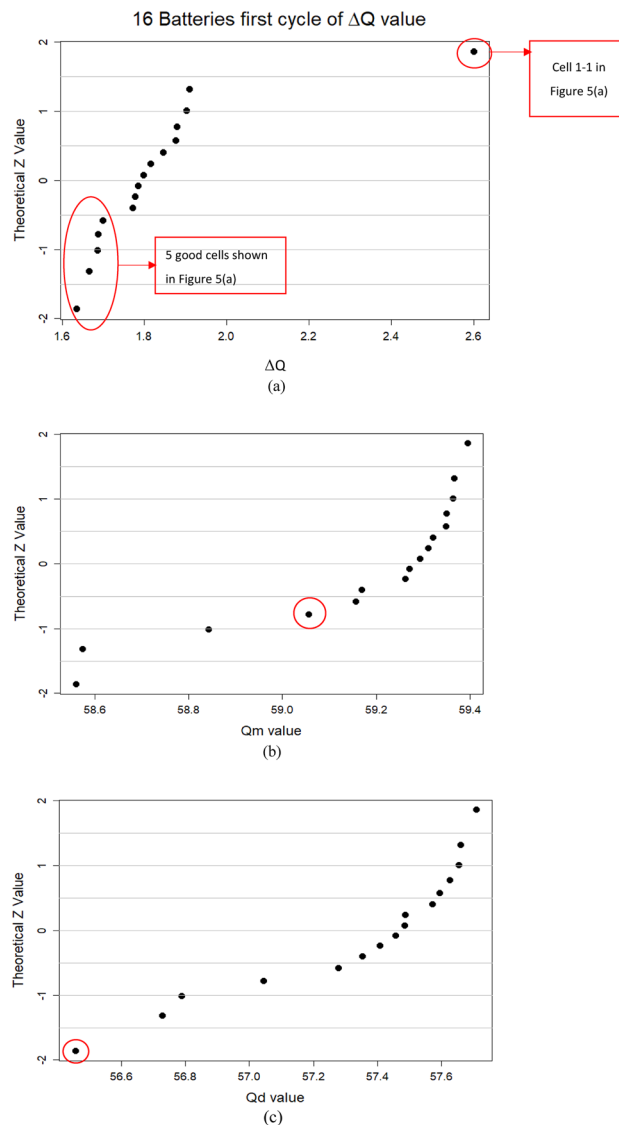 16 Batteries first cycle of ΔQ value
Theoretical Z Value
2
1
0
-1
-2
1.6
1.8
2.0
2.2
2.4
2.6
Cell 1-1 in
Figure 5(a)
5 good cells shown
in Figure 5(a)
ΔQ
(a)
Theoretical Z Value
2
1
0
-1
-2
58.6
58.8
59.0
59.2
59.4
Qm value
(b)
Theoretical Z Value
2
1
0
-1
-2
56.6
56.8
57.0
57.2
57.4
57.6
Qd value
(c)